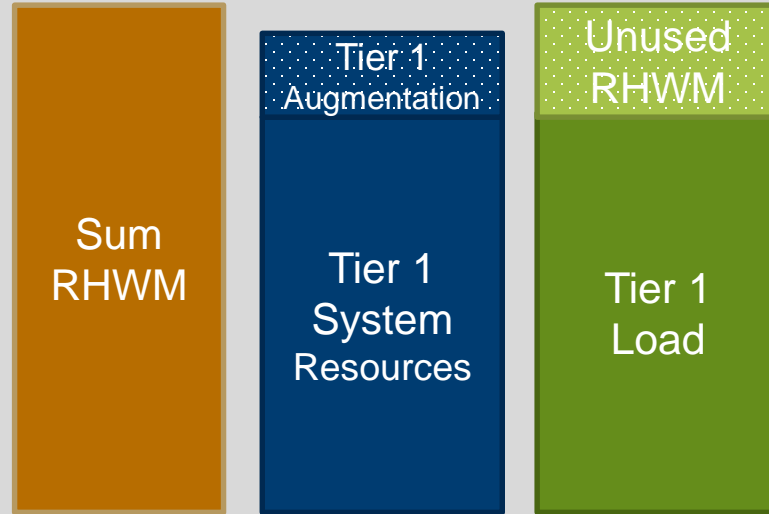 Sum
RHWM
Tier 1
Augmentation
Tier 1
System
Resources
Unused
RHWM
Tier 1
Load